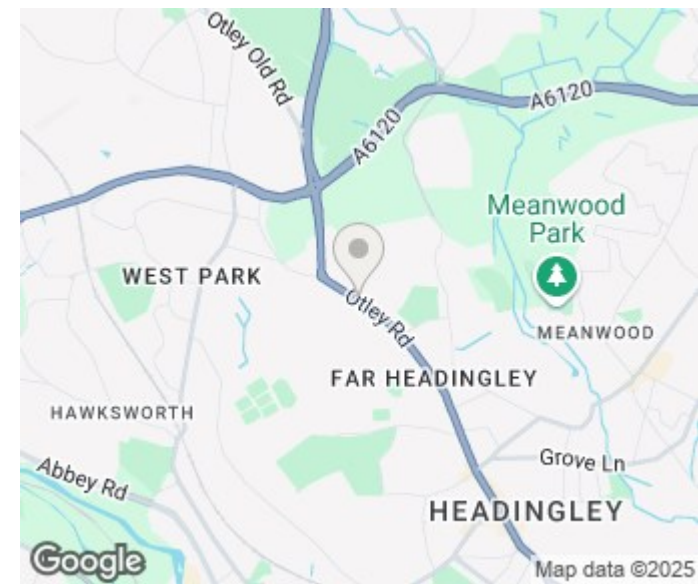 Otley Old Rd
A6120
A6120
Meanwood
Park
WEST PARK
Otley Rd
MEANWOOD
FAR HEADINGLEY
HAWKSWORTH
Abbey Rd
Grove Ln
HEADINGLEY
Google
Map data ©2025